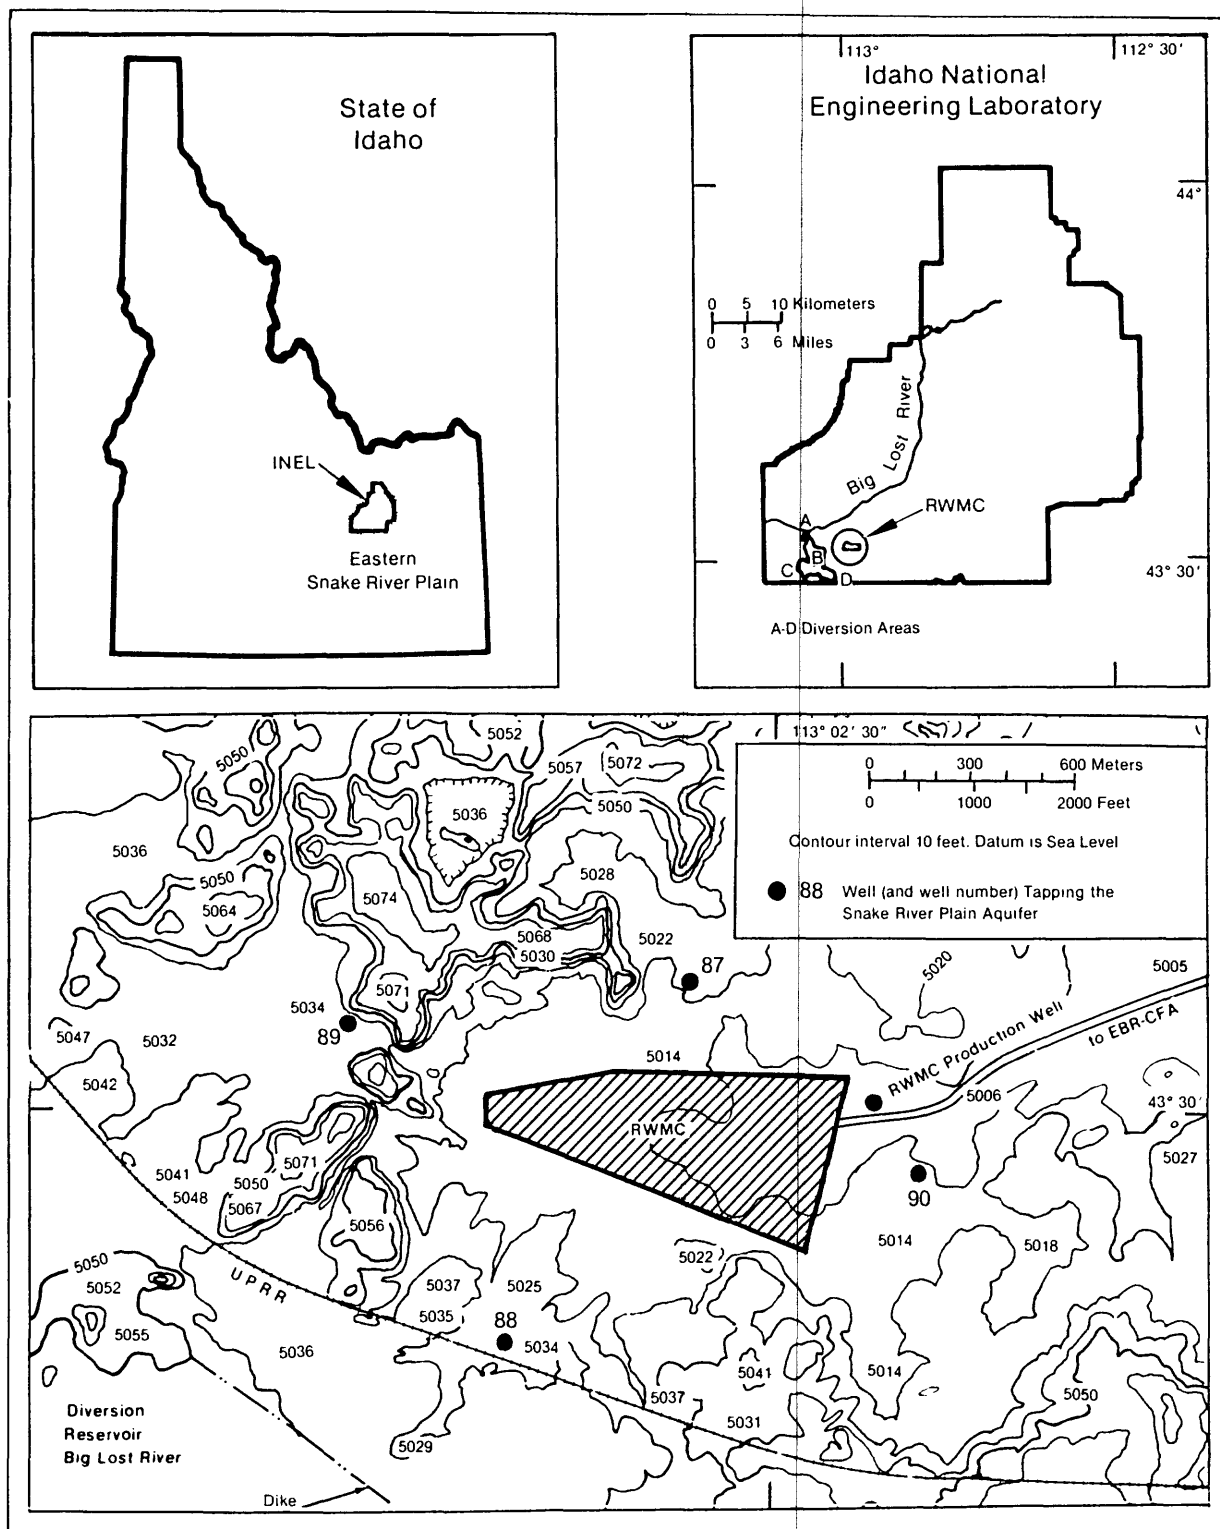 State of
Idaho
INEL
Eastern
Snake River Plain
113°
112° 30′
Idaho National
Engineering Laboratory
44°
0 5 10 Kilometers
0 3 6 Miles
Big Lost River
RWMC
A
B
C
D
43° 30′
A-D Diversion Areas
113° 02′ 30″
0 300 600 Meters
0 1000 2000 Feet
Contour interval 10 feet. Datum is Sea Level
88 Well (and well number) Tapping the
Snake River Plain Aquifer
5052
5050
5057
5072
5050
5036
5036
5050
5064
5074
5028
5068
5030
5022
5020
5005
87
5071
5034
89
5047
5032
5042
5014
RWMC Production Well
to EBR-CFA
5006
43° 30′
RWMC
5071
5041
5050
5048
5067
5056
5027
90
5014
5018
5022
5050
5052
5055
UPRR
5037
5025
5035
88
5034
5036
5041
5014
5050
5037
5031
5029
Diversion
Reservoir
Big Lost River
Dike